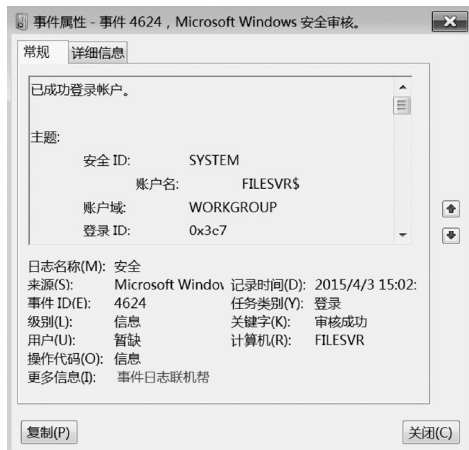 事件属性 - 事件 4624，Microsoft Windows 安全审核。
常规 详细信息
已成功登录帐户。
主题:
安全 ID: SYSTEM
账户名: FILESVR$
账户域: WORKGROUP
登录 ID: 0x3c7
日志名称(M): 安全
来源(S): Microsoft Windov 记录时间(D): 2015/4/3 15:02:
事件 ID(E): 4624 任务类别(Y): 登录
级别(L): 信息 关键字(K): 审核成功
用户(U): 暂缺 计算机(R): FILESVR
操作代码(O): 信息
更多信息(I): 事件日志联机帮
复制(P) 关闭(C)